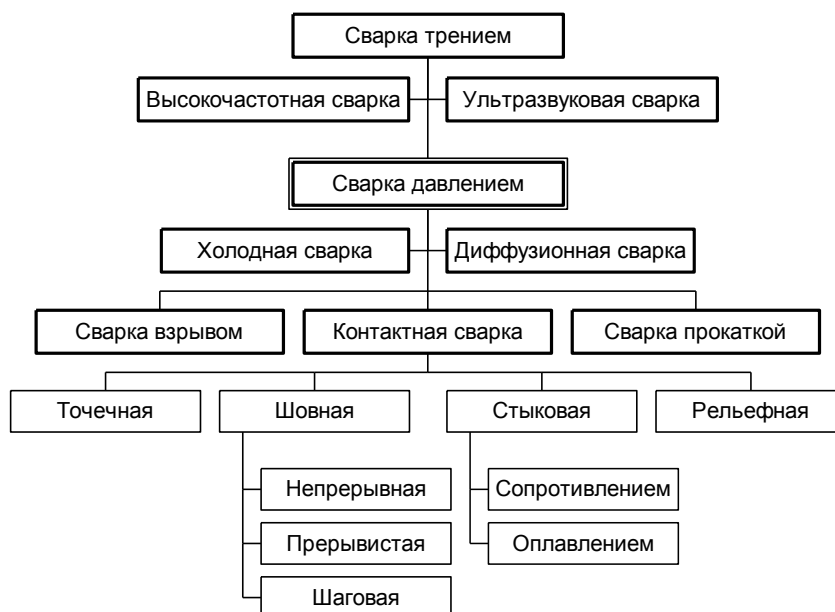 Сварка трением
Высокочастотная сварка
Ультразвуковая сварка
Сварка давлением
Холодная сварка
Диффузионная сварка
Сварка взрывом
Контактная сварка
Сварка прокаткой
Точечная
Шовная
Стыковая
Рельефная
Непрерывная
Сопротивлением
Прерывистая
Оплавлением
Шаговая